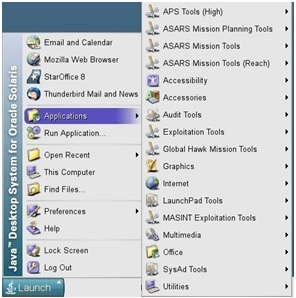 Java™ Desktop System for Oracle Solaris
Email and Calendar
Mozilla Web Browser
StarOffice 8
Thunderbird Mail and News
Applications
Run Application...
Open Recent
This Computer
Find Files...
Preferences
Help
Lock Screen
Log Out
Launch
APS Tools (High)
ASARS Mission Planning Tools
ASARS Mission Tools
ASARS Mission Tools (Reach)
Accessibility
Accessories
Audit Tools
Exploitation Tools
Global Hawk Mission Tools
Graphics
Internet
LaunchPad Tools
MASINT Exploitation Tools
Multimedia
Office
SysAd Tools
Utilities